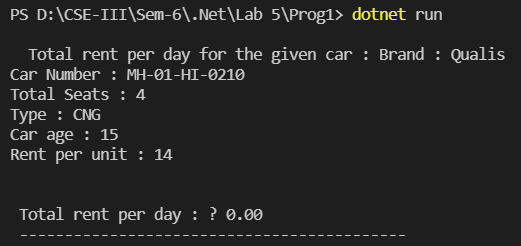 PS D:\CSE-III\Sem-6\.Net\Lab 5\Prog1> dotnet run
Total rent per day for the given car : Brand : Qualis
Car Number : MH-01-HI-0210
Total Seats : 4
Type : CNG
Car age : 15
Rent per unit : 14
Total rent per day : ? 0.00
-------------------------------------------